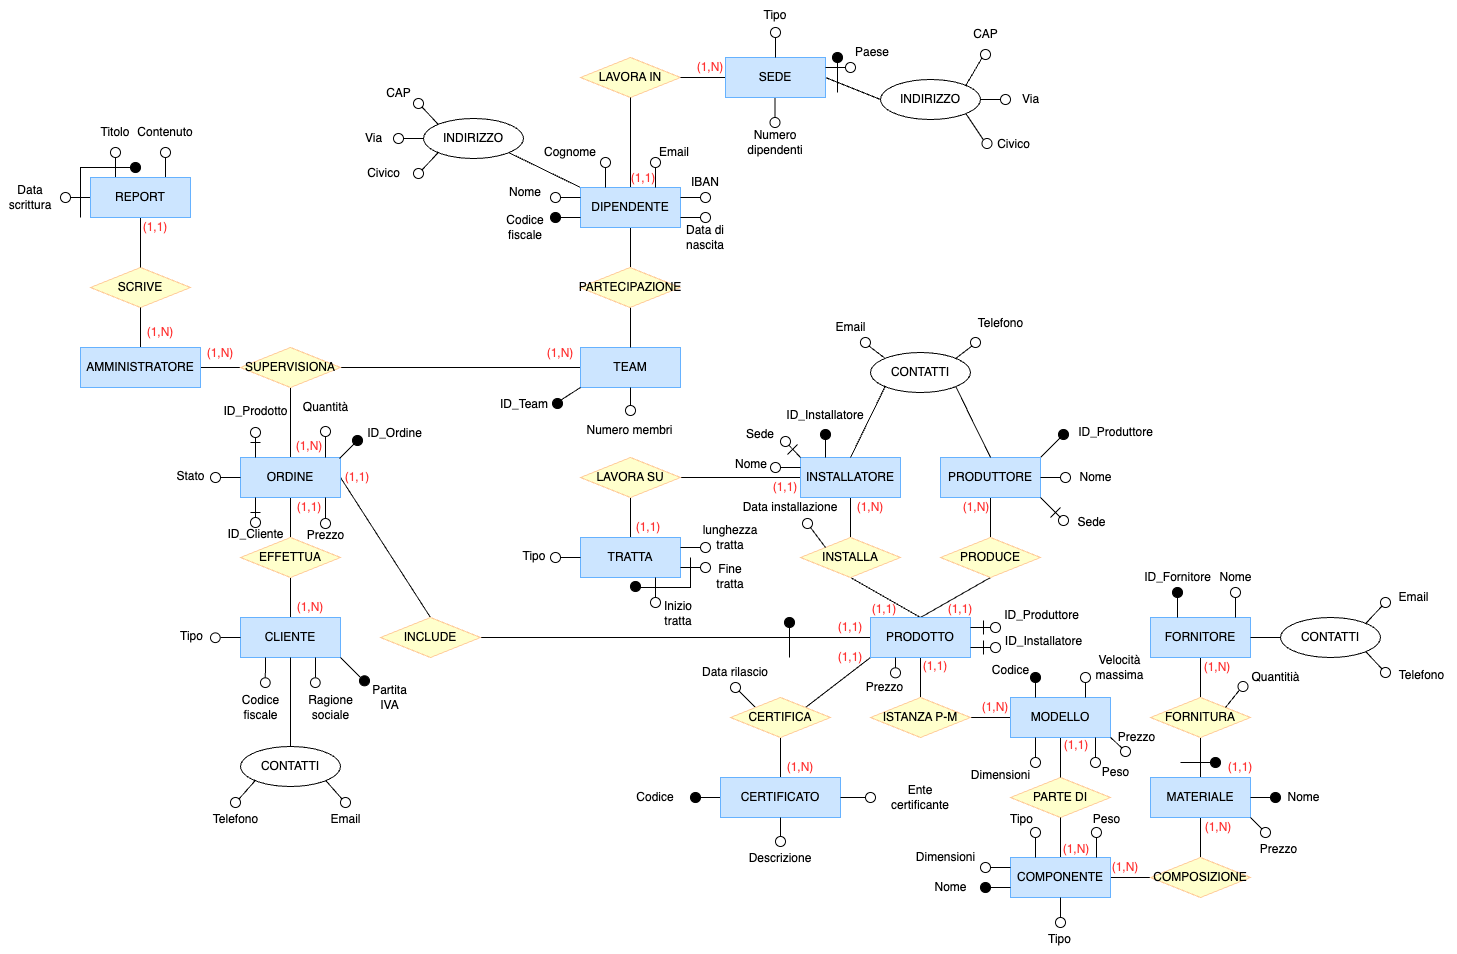 Tipo
CAP
Paese
LAVORA IN
(1,N)
SEDE
INDIRIZZO
Via
CAP
Civico
Numero
dipendenti
Titolo
Contenuto
Via
INDIRIZZO
Cognome
Email
Civico
(1,1)
IBAN
Data
scrittura
REPORT
Nome
DIPENDENTE
Codice
fiscale
Data di
nascita
(1,1)
SCRIVE
PARTECIPAZIONE
(1,N)
Email
Telefono
(1,N)
(1,N)
AMMINISTRATORE
SUPERVISIONA
TEAM
CONTATTI
ID_Prodotto
Quantità
ID_Team
ID_Installatore
Numero membri
ID_Ordine
Sede
ID_Produttore
(1,N)
Nome
Stato
ORDINE
(1,1)
LAVORA SU
INSTALLATORE
PRODUTTORE
Nome
(1,1)
(1,1)
Data installazione
(1,N)
(1,N)
Sede
ID_Cliente
Prezzo
(1,1)
lunghezza
tratta
EFFETTUA
Tipo
TRATTA
INSTALLA
PRODUCE
Fine
tratta
ID_Fornitore
Nome
Inizio
tratta
Email
(1,N)
(1,1)
(1,1)
ID_Produttore
(1,1)
Tipo
CLIENTE
INCLUDE
PRODOTTO
ID_Installatore
FORNITORE
CONTATTI
(1,1)
(1,1)
Codice
Velocità
massima
(1,N)
Data rilascio
Prezzo
Quantitià
Telefono
Codice
fiscale
Ragione
sociale
Partita
IVA
(1,N)
CERTIFICA
ISTANZA P-M
MODELLO
FORNITURA
Prezzo
(1,1)
CONTATTI
(1,N)
Dimensioni
Peso
(1,1)
Codice
CERTIFICATO
Ente
certificante
PARTE DI
MATERIALE
Nome
Telefono
Email
Tipo
Peso
(1,N)
Prezzo
Descrizione
Dimensioni
(1,N)
(1,N)
Nome
COMPONENTE
COMPOSIZIONE
Tipo